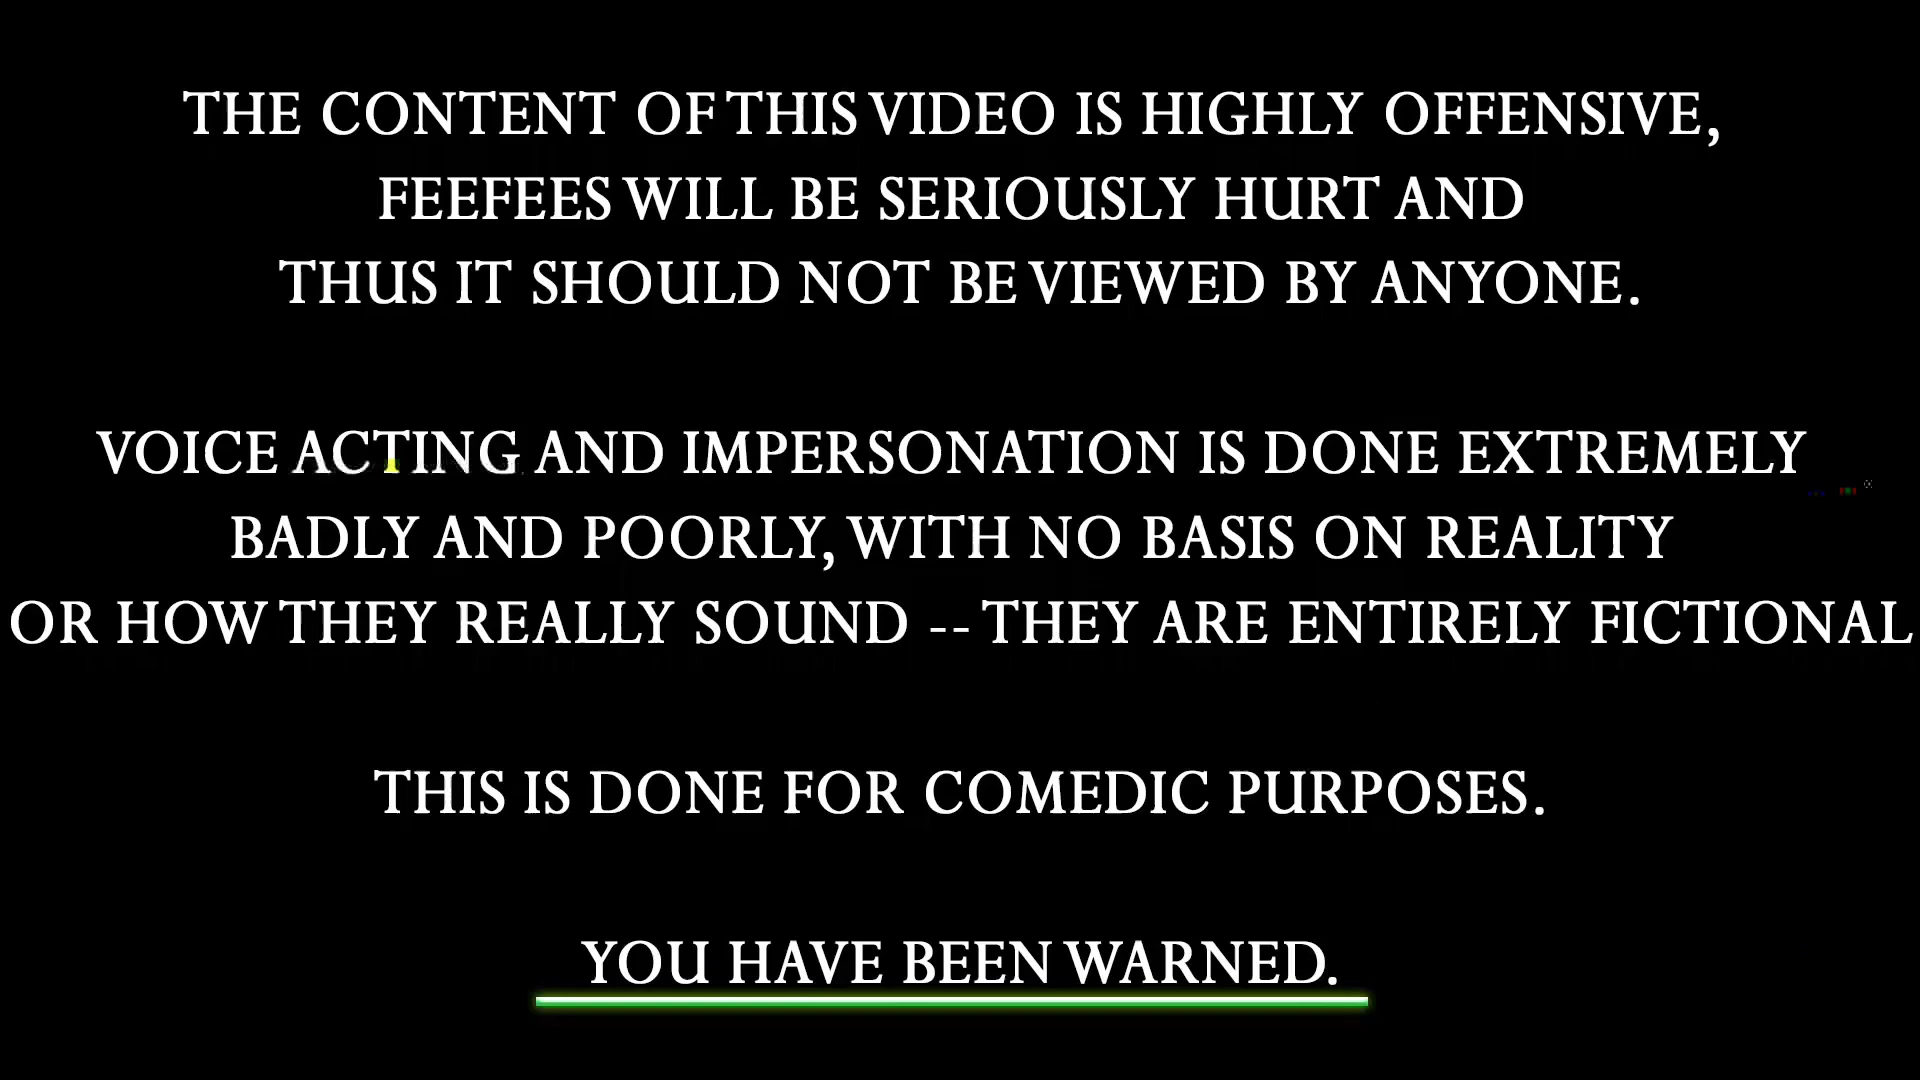 THE CONTENT OF THIS VIDEO IS HIGHLY OFFENSIVE,
FEEFEES WILL BE SERIOUSLY HURT AND
THUS IT SHOULD NOT BE VIEWED BY ANYONE.
VOICE ACTING AND IMPERSONATION IS DONE EXTREMELY
BADLY AND POORLY, WITH NO BASIS ON REALITY
OR HOW THEY REALLY SOUND -- THEY ARE ENTIRELY FICTIONAL
THIS IS DONE FOR COMEDIC PURPOSES.
YOU HAVE BEEN WARNED.